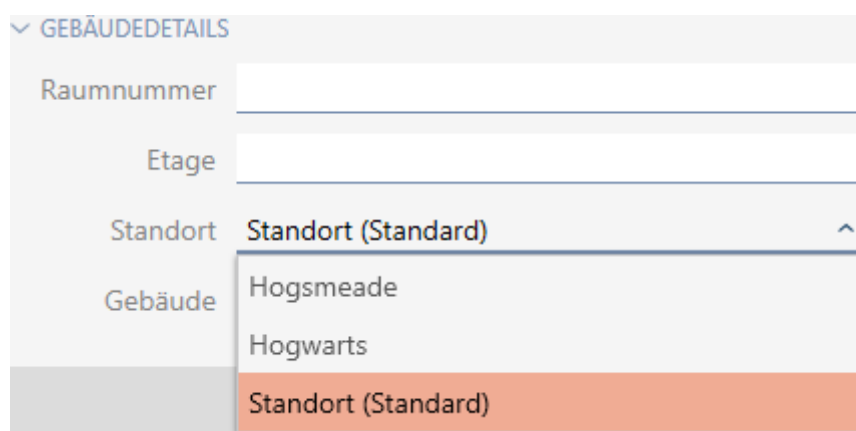 GEBÄUDEDETAILS
Raumnummer
Etage
Standort Standort (Standard)
Gebäude
Hogsmeade
Hogwarts
Standort (Standard)